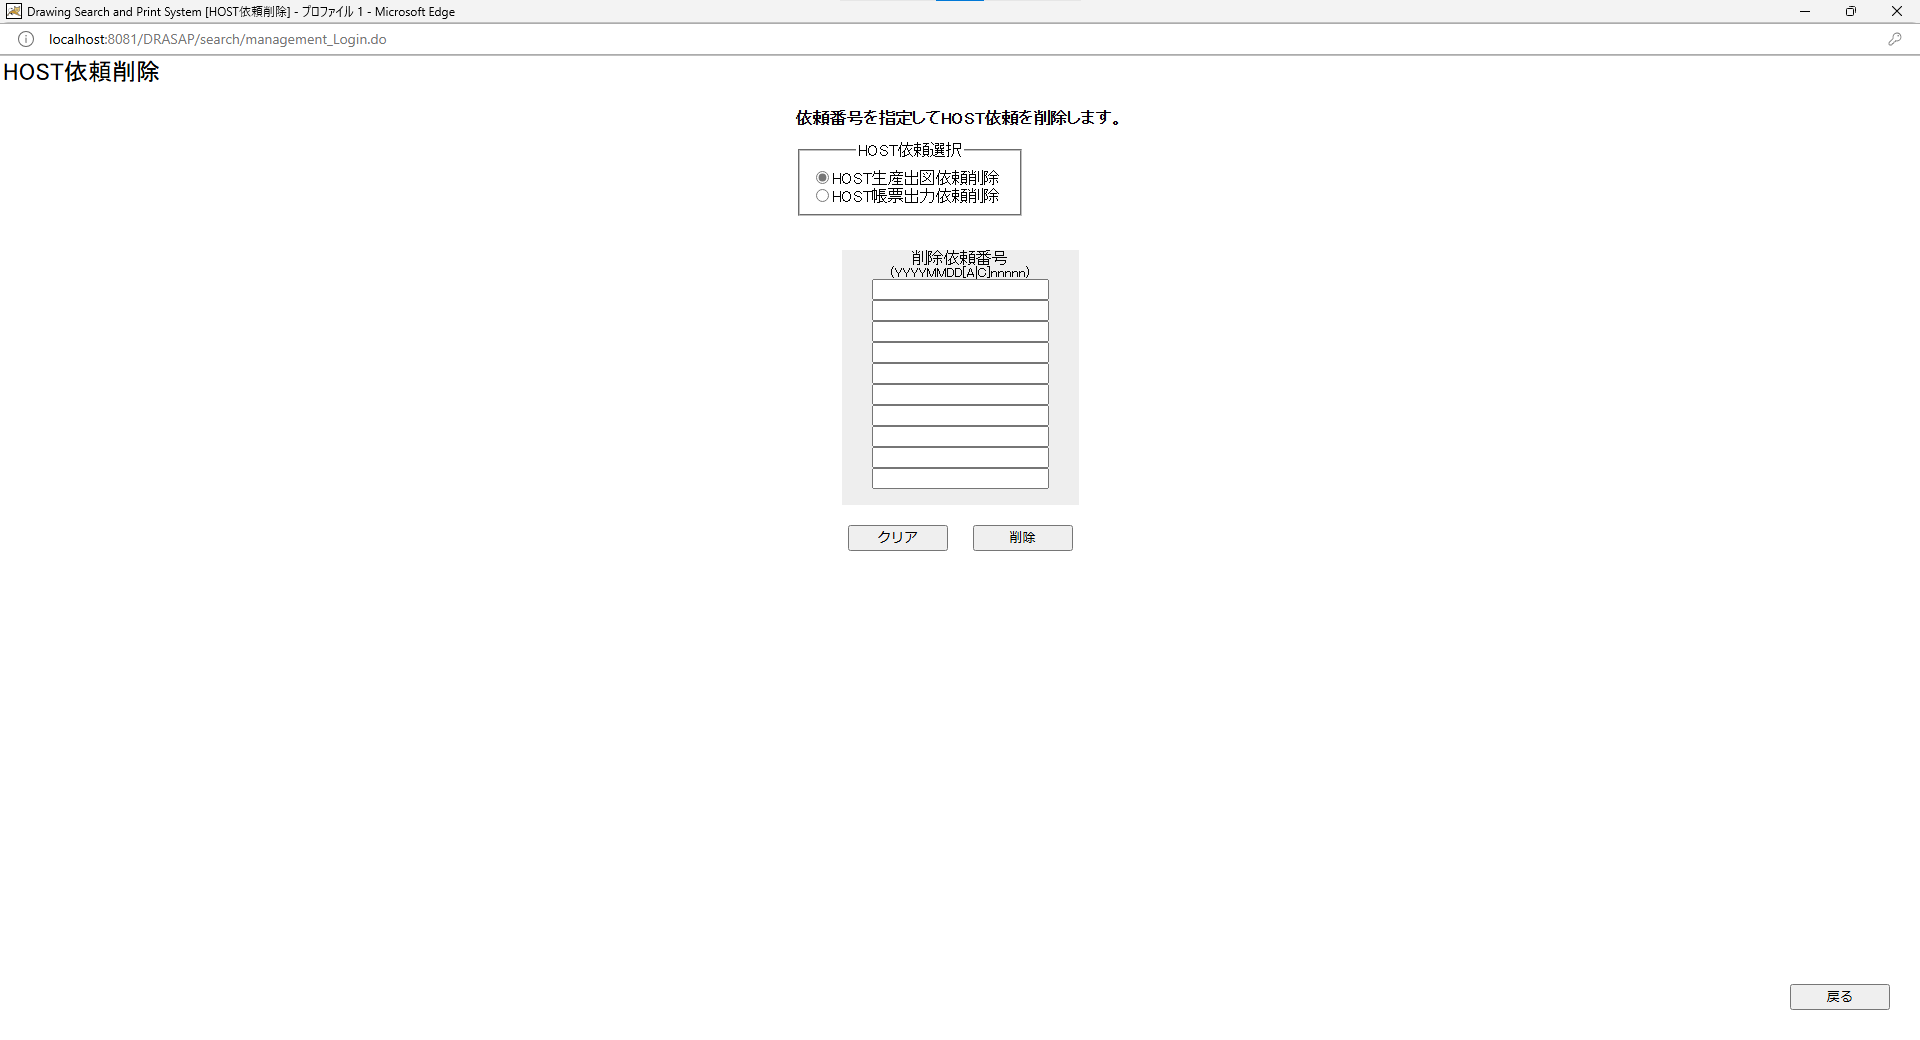 Drawing Search and Print System [HOST依頼削除] - プロファイル 1 - Microsoft Edge
localhost:8081/DRASAP/search/management_Login.do
HOST依頼削除
依頼番号を指定してHOST依頼を削除します。
HOST依頼選択
HOST生産出図依頼削除
HOST帳票出力依頼削除
削除依頼番号
(YYYYMMDD[A|C]nnnnn)
クリア
削除
戻る